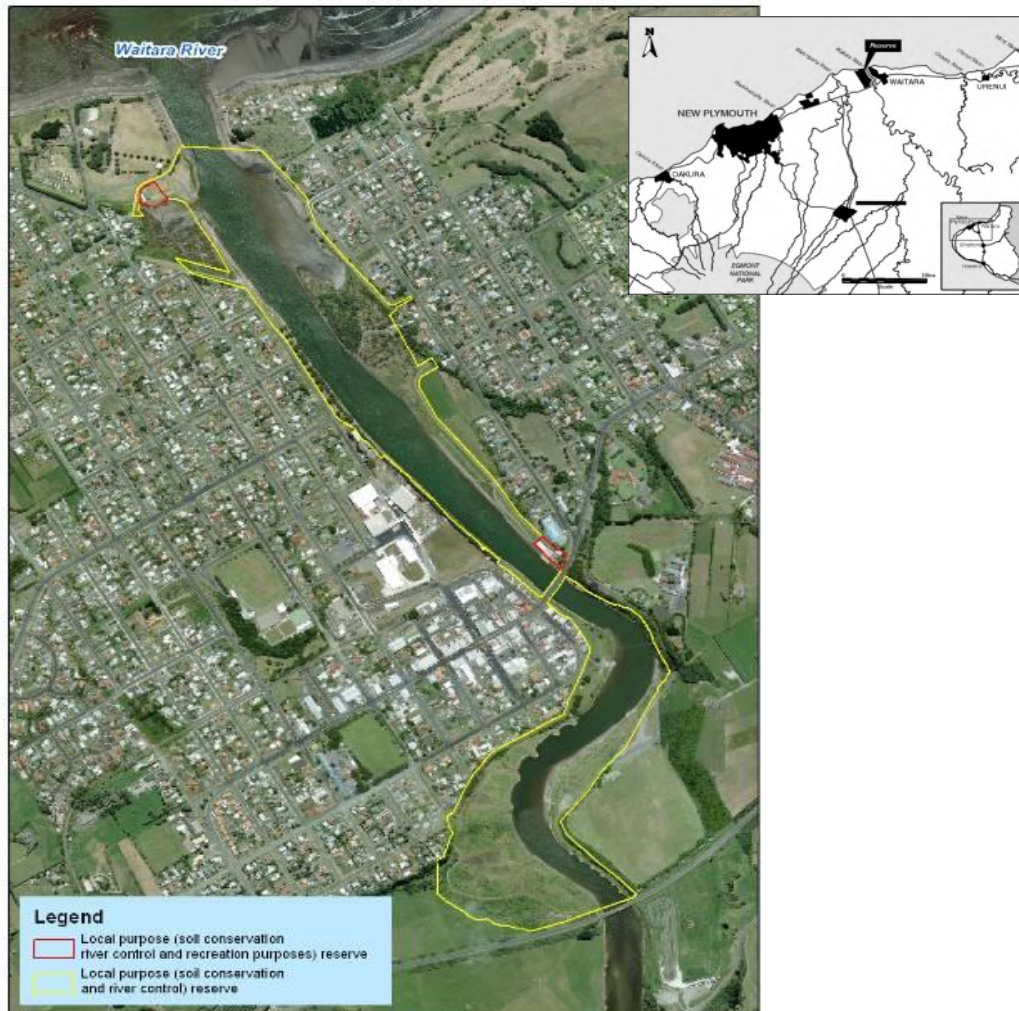 Waitara River
N
Reserve
WAITARA
URENUI
NEW PLYMOUTH
OAKURA
EGMONT
NATIONAL
PARK
Scale
Legend
Local purpose (soil conservation
river control and recreation purposes) reserve
Local purpose (soil conservation
and river control) reserve